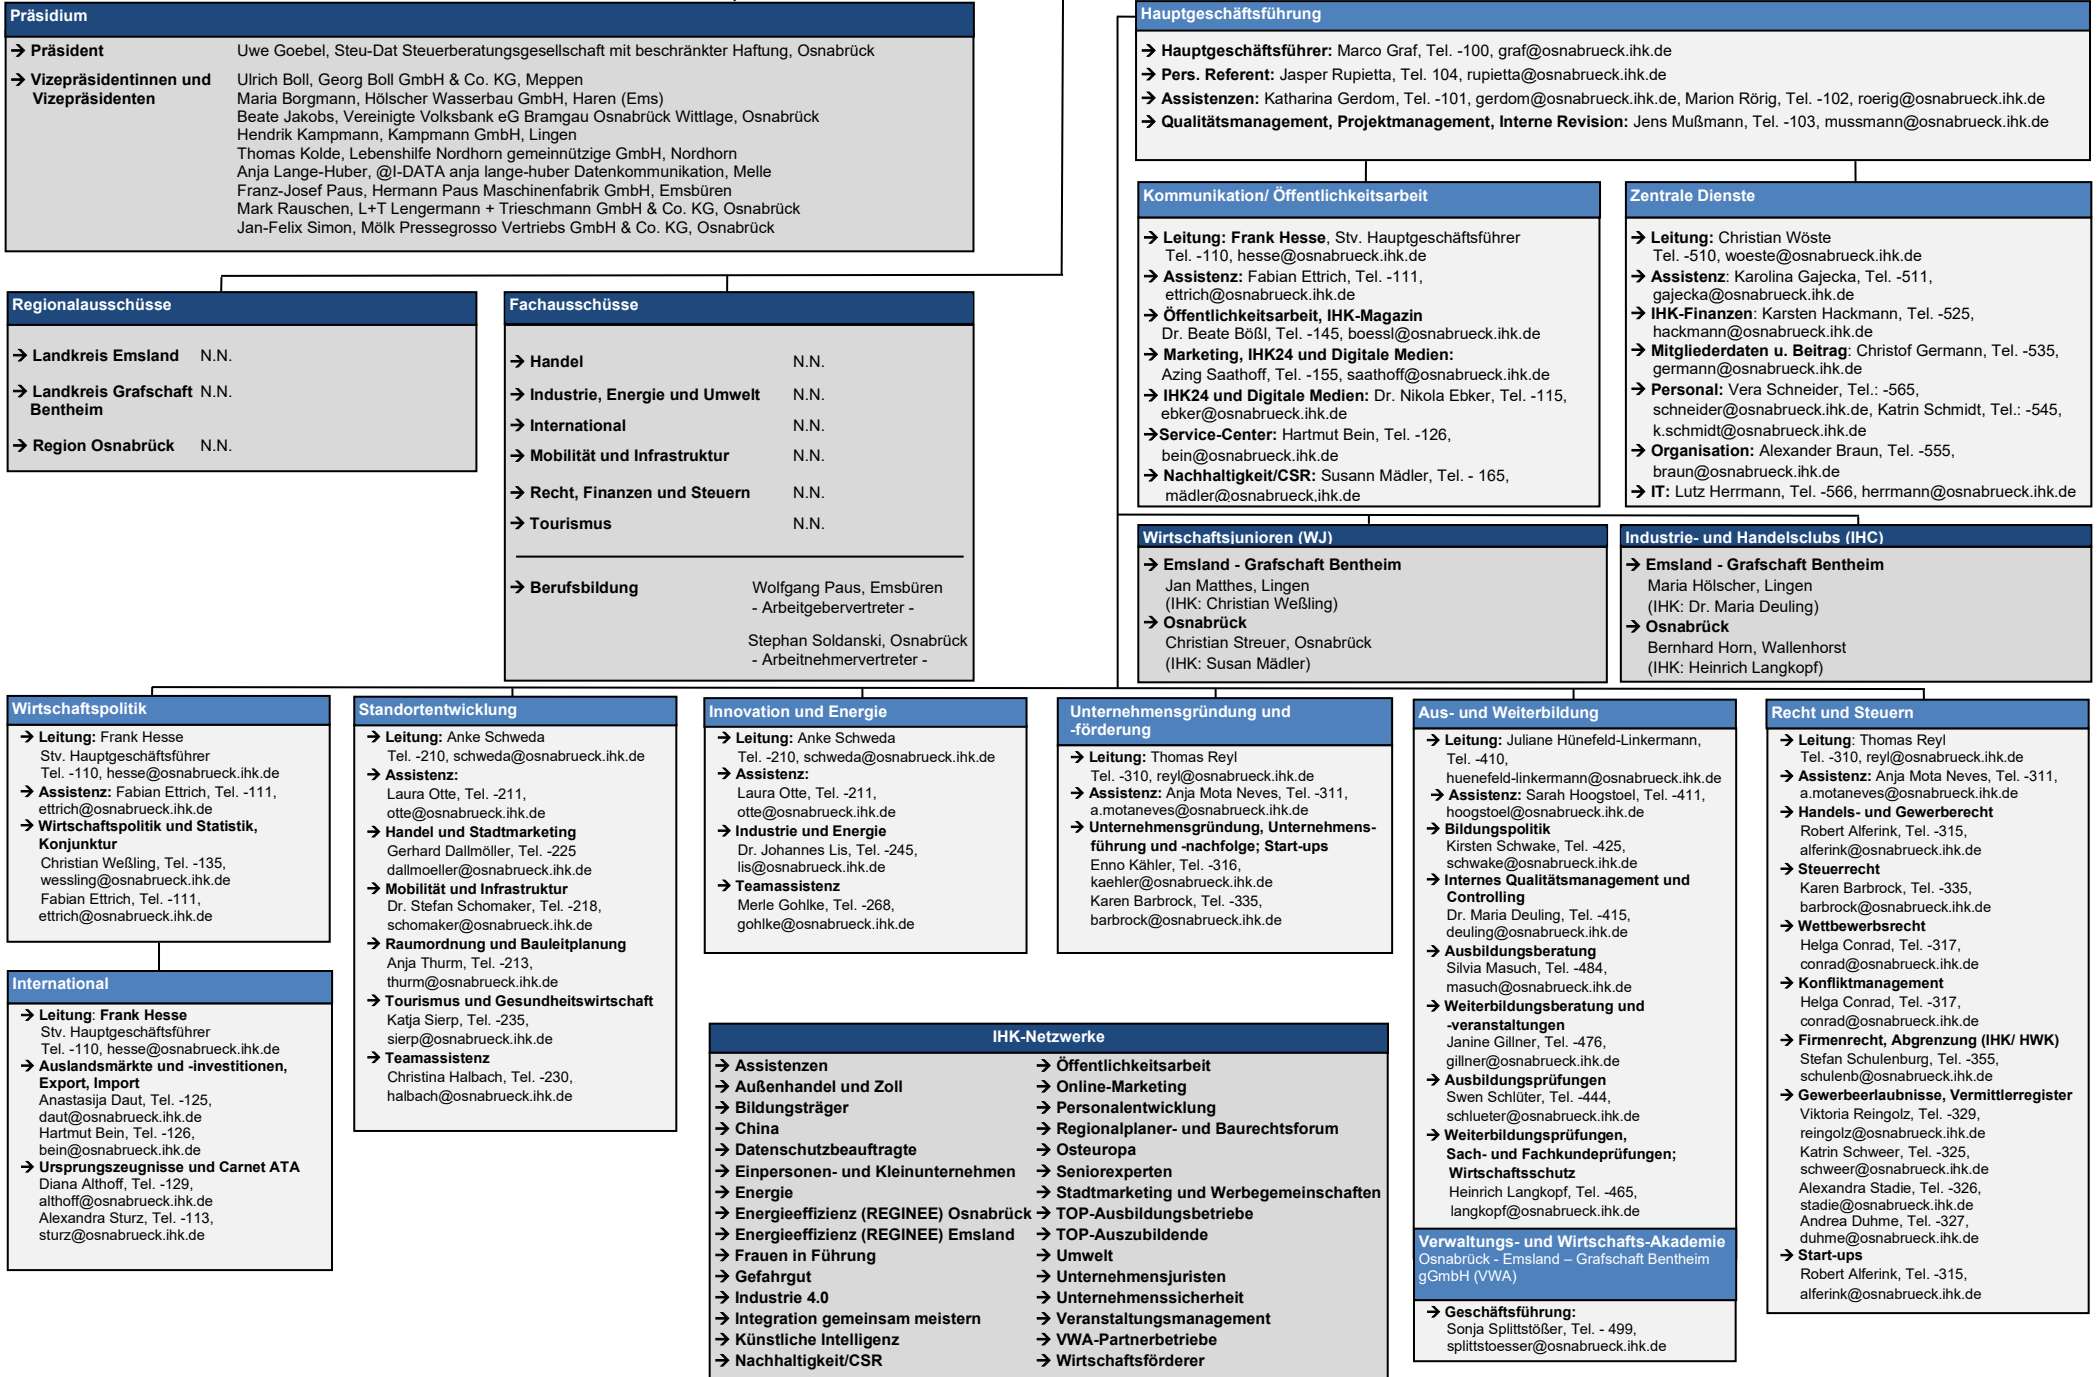 Präsidium
→ Präsident Uwe Goebel, Steu-Dat Steuerberatungsgesellschaft mit beschränkter Haftung, Osnabrück
→ Vizepräsidentinnen und Ulrich Boll, Georg Boll GmbH & Co. KG, Meppen
Vizepräsidenten Maria Borgmann, Hölscher Wasserbau GmbH, Haren (Ems)
Beate Jakobs, Vereinigte Volksbank eG Bramgau Osnabrück Wittlage, Osnabrück
Hendrik Kampmann, Kampmann GmbH, Lingen
Thomas Kolde, Lebenshilfe Nordhorn gemeinnützige GmbH, Nordhorn
Anja Lange-Huber, @I-DATA anja lange-huber Datenkommunikation, Melle
Franz-Josef Paus, Hermann Paus Maschinenfabrik GmbH, Emsbüren
Mark Rauschen, L+T Lengermann + Trieschmann GmbH & Co. KG, Osnabrück
Jan-Felix Simon, Mölk Pressegrosso Vertriebs GmbH & Co. KG, Osnabrück
Hauptgeschäftsführung
→ Hauptgeschäftsführer: Marco Graf, Tel. -100, graf@osnabrueck.ihk.de
→ Pers. Referent: Jasper Rupietta, Tel. 104, rupietta@osnabrueck.ihk.de
→ Assistenzen: Katharina Gerdom, Tel. -101, gerdom@osnabrueck.ihk.de, Marion Rörig, Tel. -102, roerig@osnabrueck.ihk.de
→ Qualitätsmanagement, Projektmanagement, Interne Revision: Jens Mußmann, Tel. -103, mussmann@osnabrueck.ihk.de
Kommunikation/ Öffentlichkeitsarbeit
→ Leitung: Frank Hesse, Stv. Hauptgeschäftsführer
Tel. -110, hesse@osnabrueck.ihk.de
→ Assistenz: Fabian Ettrich, Tel. -111,
ettrich@osnabrueck.ihk.de
→ Öffentlichkeitsarbeit, IHK-Magazin
Dr. Beate Bößl, Tel. -145, boessl@osnabrueck.ihk.de
→ Marketing, IHK24 und Digitale Medien:
Azing Saathoff, Tel. -155, saathoff@osnabrueck.ihk.de
→ IHK24 und Digitale Medien: Dr. Nikola Ebker, Tel. -115,
ebker@osnabrueck.ihk.de
→Service-Center: Hartmut Bein, Tel. -126,
bein@osnabrueck.ihk.de
→ Nachhaltigkeit/CSR: Susann Mädler, Tel. - 165,
mädler@osnabrueck,ihk.de
Zentrale Dienste
→ Leitung: Christian Wöste
Tel. -510, woeste@osnabrueck.ihk.de
→ Assistenz: Karolina Gajecka, Tel. -511,
gajecka@osnabrueck.ihk.de
→ IHK-Finanzen: Karsten Hackmann, Tel. -525,
hackmann@osnabrueck.ihk.de
→ Mitgliederdaten u. Beitrag: Christof Germann, Tel. -535,
germann@osnabrueck.ihk.de
→ Personal: Vera Schneider, Tel.: -565,
schneider@osnabrueck.ihk.de, Katrin Schmidt, Tel.: -545,
k.schmidt@osnabrueck.ihk.de
→ Organisation: Alexander Braun, Tel. -555,
braun@osnabrueck.ihk.de
→ IT: Lutz Herrmann, Tel. -566, herrmann@osnabrueck.ihk.de
Regionalausschüsse
→ Landkreis Emsland N.N.
→ Landkreis Grafschaft N.N.
Bentheim
→ Region Osnabrück N.N.
Fachausschüsse
→ Handel N.N.
→ Industrie, Energie und Umwelt N.N.
→ International N.N.
→ Mobilität und Infrastruktur N.N.
→ Recht, Finanzen und Steuern N.N.
→ Tourismus N.N.
→ Berufsbildung Wolfgang Paus, Emsbüren
- Arbeitgebervertreter -
Stephan Soldanski, Osnabrück
- Arbeitnehmervertreter -
Wirtschaftsjunioren (WJ)
→ Emsland - Grafschaft Bentheim
Jan Matthes, Lingen
(IHK: Christian Weßling)
→ Osnabrück
Christian Streuer, Osnabrück
(IHK: Susan Mädler)
Industrie- und Handelsclubs (IHC)
→ Emsland - Grafschaft Bentheim
Maria Hölscher, Lingen
(IHK: Dr. Maria Deuling)
→ Osnabrück
Bernhard Horn, Wallenhorst
(IHK: Heinrich Langkopf)
Wirtschaftspolitik
→ Leitung: Frank Hesse
Stv. Hauptgeschäftsführer
Tel. -110, hesse@osnabrueck.ihk.de
→ Assistenz: Fabian Ettrich, Tel. -111,
ettrich@osnabrueck.ihk.de
→ Wirtschaftspolitik und Statistik,
Konjunktur
Christian Weßling, Tel. -135,
wessling@osnabrueck.ihk.de
Fabian Ettrich, Tel. -111,
ettrich@osnabrueck.ihk.de
International
→ Leitung: Frank Hesse
Stv. Hauptgeschäftsführer
Tel. -110, hesse@osnabrueck.ihk.de
→ Auslandsmärkte und -investitionen,
Export, Import
Anastasija Daut, Tel. -125,
daut@osnabrueck.ihk.de
Hartmut Bein, Tel. -126,
bein@osnabrueck.ihk.de
→ Ursprungszeugnisse und Carnet ATA
Diana Althoff, Tel. -129,
althoff@osnabrueck.ihk.de
Alexandra Sturz, Tel. -113,
sturz@osnabrueck.ihk.de
Standortentwicklung
→ Leitung: Anke Schweda
Tel. -210, schweda@osnabrueck.ihk.de
→ Assistenz:
Laura Otte, Tel. -211,
otte@osnabrueck.ihk.de
→ Handel und Stadtmarketing
Gerhard Dallmöller, Tel. -225
dallmoeller@osnabrueck.ihk.de
→ Mobilität und Infrastruktur
Dr. Stefan Schomaker, Tel. -218,
schomaker@osnabrueck.ihk.de
→ Raumordnung und Bauleitplanung
Anja Thurm, Tel. -213,
thurm@osnabrueck.ihk.de
→ Tourismus und Gesundheitswirtschaft
Katja Sierp, Tel. -235,
sierp@osnabrueck.ihk.de
→ Teamassistenz
Christina Halbach, Tel. -230,
halbach@osnabrueck.ihk.de
Innovation und Energie
→ Leitung: Anke Schweda
Tel. -210, schweda@osnabrueck.ihk.de
→ Assistenz:
Laura Otte, Tel. -211,
otte@osnabrueck.ihk.de
→ Industrie und Energie
Dr. Johannes Lis, Tel. -245,
lis@osnabrueck.ihk.de
→ Teamassistenz
Merle Gohlke, Tel. -268,
gohlke@osnabrueck.ihk.de
Unternehmensgründung und
-förderung
→ Leitung: Thomas Reyl
Tel. -310, reyl@osnabrueck.ihk.de
→ Assistenz: Anja Mota Neves, Tel. -311,
a.motaneves@osnabrueck.ihk.de
→ Unternehmensgründung, Unternehmens-
führung und -nachfolge; Start-ups
Enno Kähler, Tel. -316,
kaehler@osnabrueck.ihk.de
Karen Barbrock, Tel. -335,
barbrock@osnabrueck.ihk.de
Aus- und Weiterbildung
→ Leitung: Juliane Hünefeld-Linkermann,
Tel. -410,
huenefeld-linkermann@osnabrueck.ihk.de
→ Assistenz: Sarah Hoogstoel, Tel. -411,
hoogstoel@osnabrueck.ihk.de
→ Bildungspolitik
Kirsten Schwake, Tel. -425,
schwake@osnabrueck.ihk.de
→ Internes Qualitätsmanagement und
Controlling
Dr. Maria Deuling, Tel. -415,
deuling@osnabrueck.ihk.de
→ Ausbildungsberatung
Silvia Masuch, Tel. -484,
masuch@osnabrueck.ihk.de
→ Weiterbildungsberatung und
-veranstaltungen
Janine Gillner, Tel. -476,
gillner@osnabrueck.ihk.de
→ Ausbildungsprüfungen
Swen Schlüter, Tel. -444,
schlueter@osnabrueck.ihk.de
→ Weiterbildungsprüfungen,
Sach- und Fachkundeprüfungen;
Wirtschaftsschutz
Heinrich Langkopf, Tel. -465,
langkopf@osnabrueck.ihk.de
Verwaltungs- und Wirtschafts-Akademie
Osnabrück - Emsland – Grafschaft Bentheim
gGmbH (VWA)
→ Geschäftsführung:
Sonja Splittstößer, Tel. - 499,
splittstoesser@osnabrueck.ihk.de
Recht und Steuern
→ Leitung: Thomas Reyl
Tel. -310, reyl@osnabrueck.ihk.de
→ Assistenz: Anja Mota Neves, Tel. -311,
a.motaneves@osnabrueck.ihk.de
→ Handels- und Gewerberecht
Robert Alferink, Tel. -315,
alferink@osnabrueck.ihk.de
→ Steuerrecht
Karen Barbrock, Tel. -335,
barbrock@osnabrueck.ihk.de
→ Wettbewerbsrecht
Helga Conrad, Tel. -317,
conrad@osnabrueck.ihk.de
→ Konfliktmanagement
Helga Conrad, Tel. -317,
conrad@osnabrueck.ihk.de
→ Firmenrecht, Abgrenzung (IHK/ HWK)
Stefan Schulenburg, Tel. -355,
schulenb@osnabrueck.ihk.de
→ Gewerbeerlaubnisse, Vermittlerregister
Viktoria Reingolz, Tel. -329,
reingolz@osnabrueck.ihk.de
Katrin Schweer, Tel. -325,
schweer@osnabrueck.ihk.de
Alexandra Stadie, Tel. -326,
stadie@osnabrueck.ihk.de
Andrea Duhme, Tel. -327,
duhme@osnabrueck.ihk.de
→ Start-ups
Robert Alferink, Tel. -315,
alferink@osnabrueck.ihk.de
IHK-Netzwerke
→ Assistenzen → Öffentlichkeitsarbeit
→ Außenhandel und Zoll → Online-Marketing
→ Bildungsträger → Personalentwicklung
→ China → Regionalplaner- und Baurechtsforum
→ Datenschutzbeauftragte → Osteuropa
→ Einpersonen- und Kleinunternehmen → Seniorexperten
→ Energie → Stadtmarketing und Werbegemeinschaften
→ Energieeffizienz (REGINEE) Osnabrück → TOP-Ausbildungsbetriebe
→ Energieeffizienz (REGINEE) Emsland → TOP-Auszubildende
→ Frauen in Führung → Umwelt
→ Gefahrgut → Unternehmensjuristen
→ Industrie 4.0 → Unternehmenssicherheit
→ Integration gemeinsam meistern → Veranstaltungsmanagement
→ Künstliche Intelligenz → VWA-Partnerbetriebe
→ Nachhaltigkeit/CSR → Wirtschaftsförderer